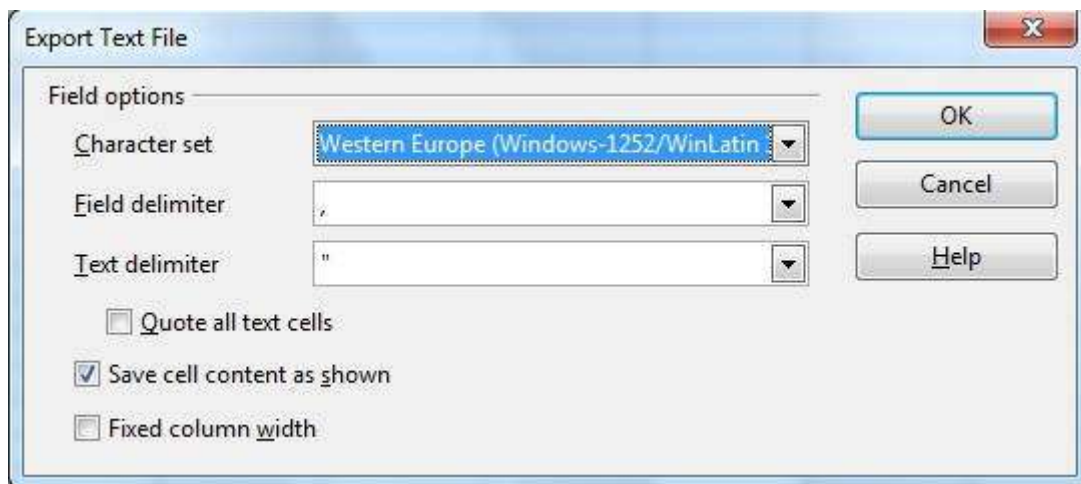 Export Text File
Field options
OK
Character set
Western Europe (Windows-1252/WinLatin
Cancel
Field delimiter
,
Text delimiter
"
Help
Quote all text cells
Save cell content as shown
Fixed column width